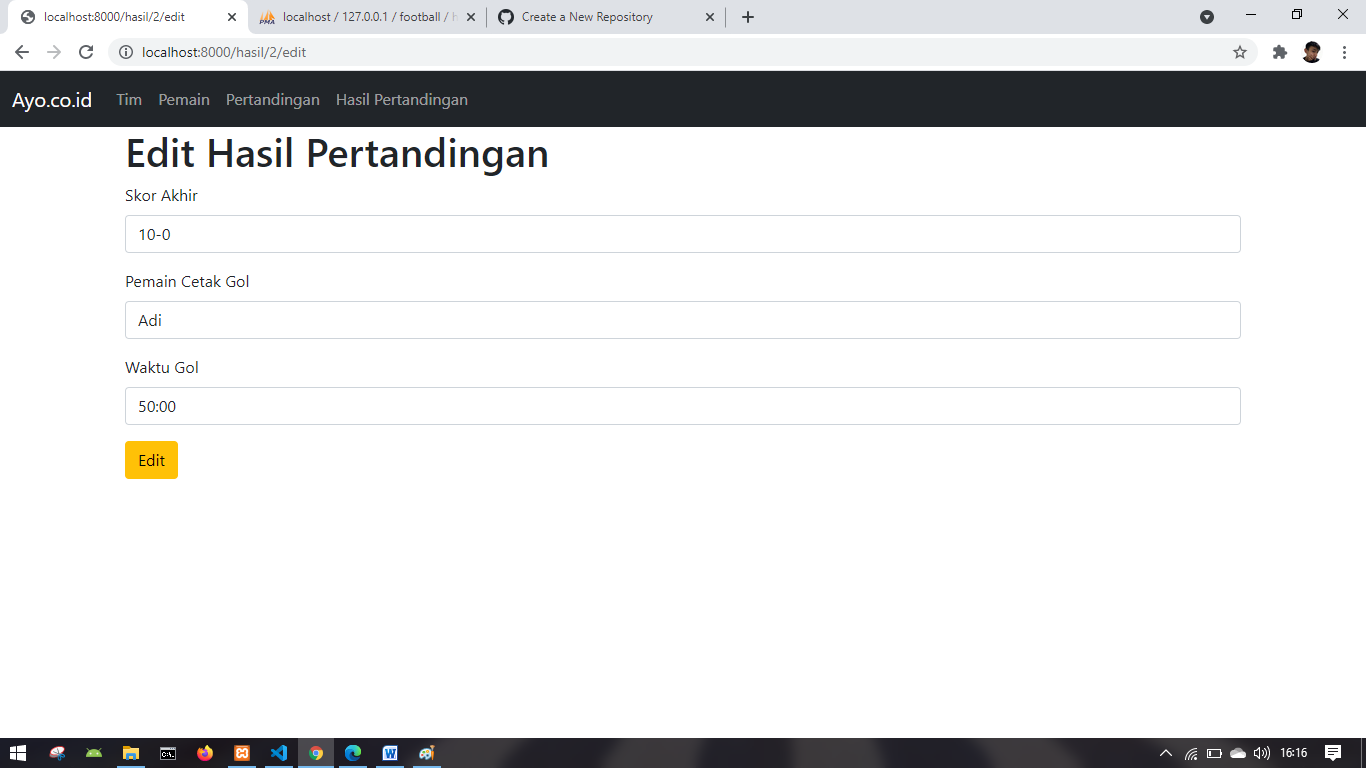 localhost:8000/hasil/2/edit
localhost / 127.0.0.1 / football / h
Create a New Repository
localhost:8000/hasil/2/edit
Ayo.co.id Tim Pemain Pertandingan Hasil Pertandingan
Edit Hasil Pertandingan
Skor Akhir
10-0
Pemain Cetak Gol
Adi
Waktu Gol
50:00
Edit
16:16